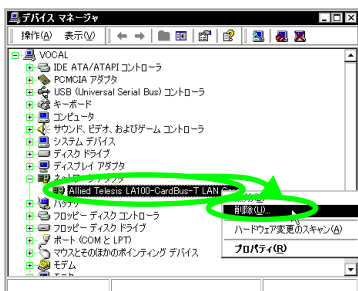 デバイス マネージャ
操作(A) 表示(V)
VOCAL
IDE ATA/ATAPI コントローラ
PCMCIA アダプタ
USB (Universal Serial Bus) コントローラ
キーボード
コンピュータ
サウンド、ビデオ、およびゲーム コントローラ
システム デバイス
ディスク ドライブ
ディスプレイ アダプタ
ネットワーク アダプタ
Allied Telesis LA100-CardBus-T LAN
削除(U)...
バッテリ
フロッピー ディスク コントローラ
ハードウェア変更のスキャン(A)
フロッピー ディスク ドライブ
ポート (COM と LPT)
プロパティ(R)
マウスとそのほかのポインティング デバイス
モデム